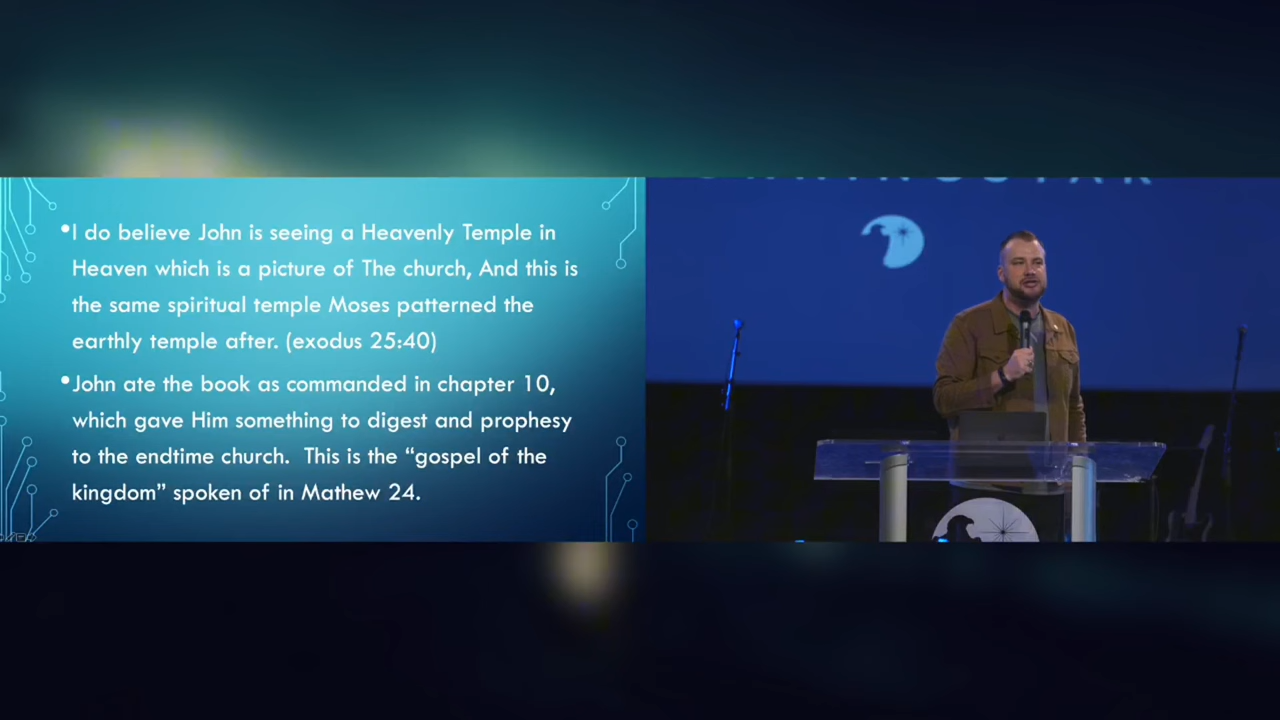 •I do believe John is seeing a Heavenly Temple in
Heaven which is a picture of The church, And this is
the same spiritual temple Moses patterned the
earthly temple after. (exodus 25:40)
•John ate the book as commanded in chapter 10,
which gave Him something to digest and prophesy
to the endtime church.  This is the “gospel of the
kingdom” spoken of in Mathew 24.